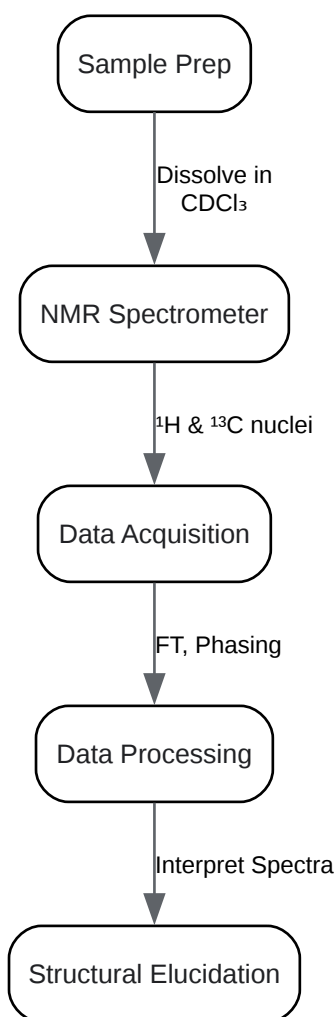 Sample Prep
Dissolve in
CDCl₃
NMR Spectrometer
¹H & ¹³C nuclei
Data Acquisition
FT, Phasing
Data Processing
Interpret Spectra
Structural Elucidation